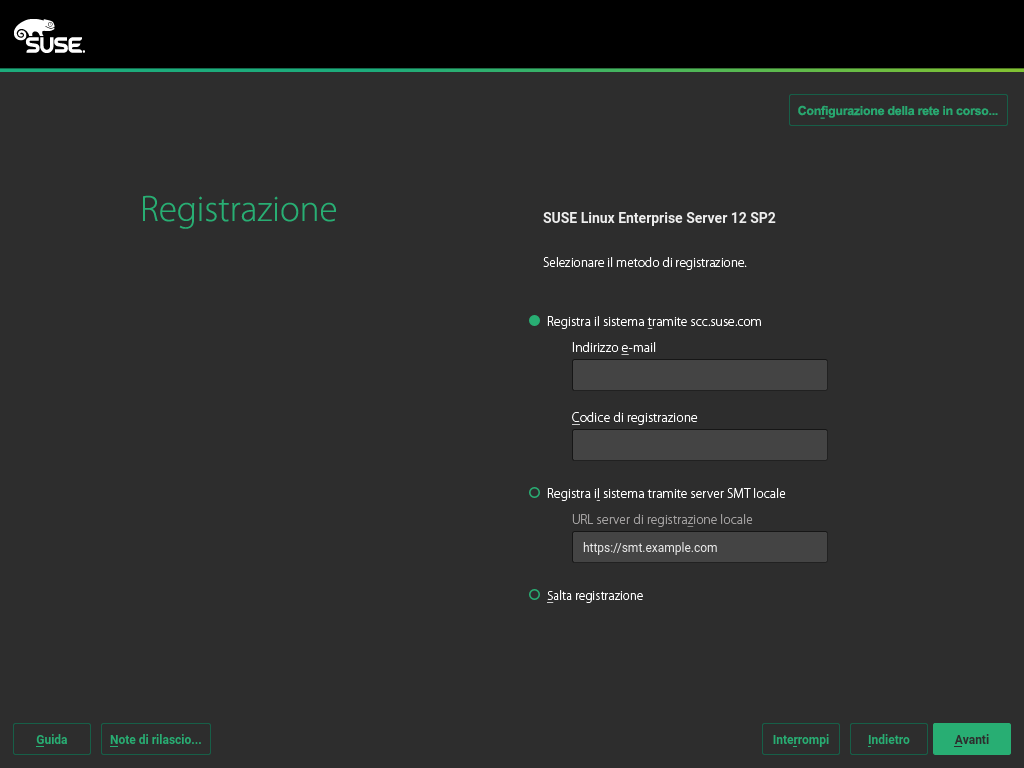 SUSE.
Configurazione della rete in corso...
Registrazione
SUSE Linux Enterprise Server 12 SP2
Selezionare il metodo di registrazione.
Registra il sistema tramite scc.suse.com
Indirizzo e-mail
Codice di registrazione
Registra il sistema tramite server SMT locale
URL server di registrazione locale
https://smt.example.com
Salta registrazione
Guida
Note di rilascio...
Interrompi
Indietro
Avanti